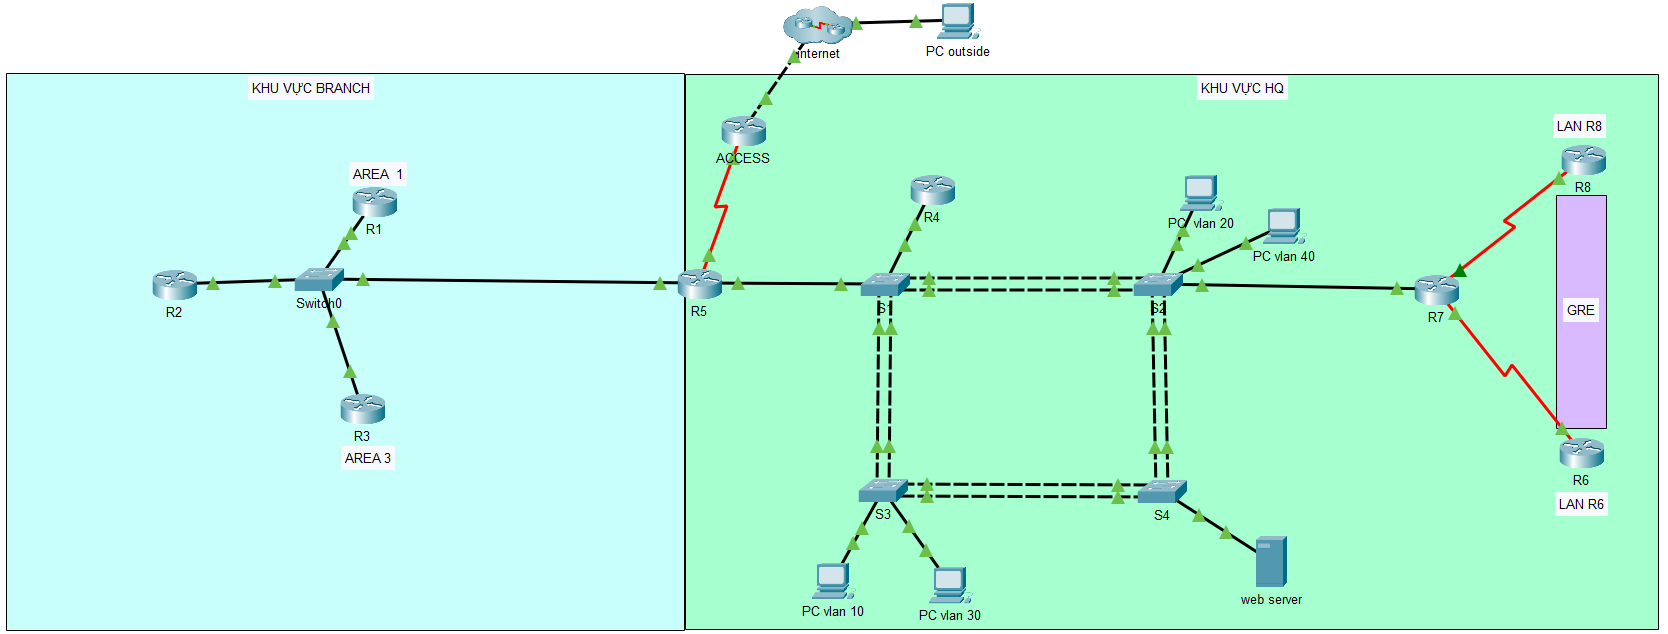 Internet
PC outside
KHU VỰC BRANCH
KHU VỰC HQ
LAN R8
ACCESS
AREA  1
R8
R4
PC vlan 20
R1
PC vlan 40
Switch0
R2
R5
S1
S2
R7
GRE
R3
AREA 3
R6
LAN R6
S3
S4
PC vlan 10
PC vlan 30
web server